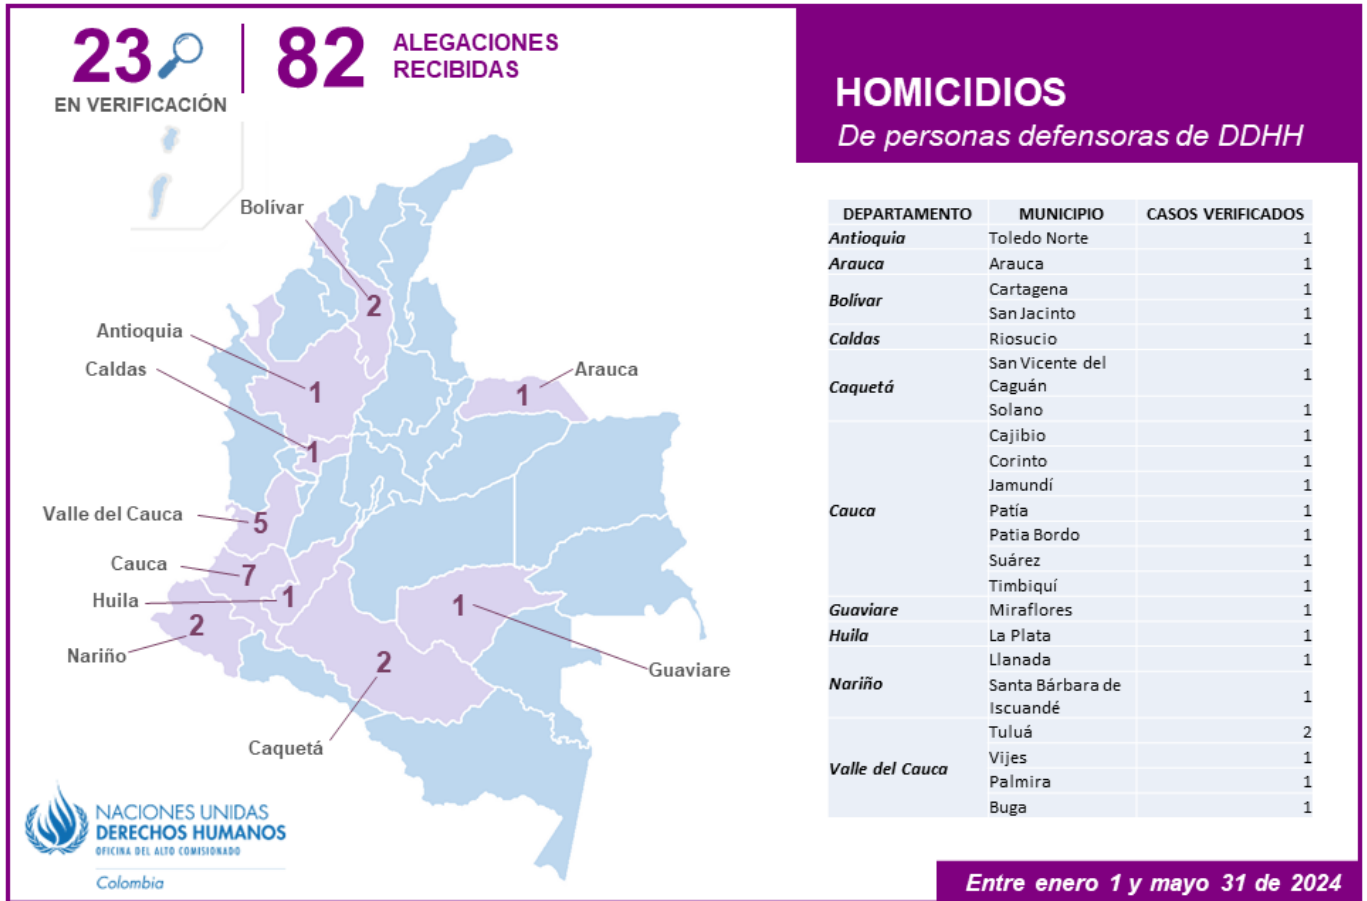 23
EN VERIFICACIÓN
82
ALEGACIONES
RECIBIDAS
HOMICIDIOS
De personas defensoras de DDHH
Bolívar
2
Antioquia
1
Caldas
1
Arauca
1
Valle del Cauca
5
Cauca
7
Huila
1
Nariño
2
Caquetá
2
Guaviare
1
DEPARTAMENTO MUNICIPIO CASOS VERIFICADOS
Antioquia Toledo Norte 1
Arauca Arauca 1
Bolívar Cartagena 1
San Jacinto 1
Caldas Riosucio 1
Caquetá San Vicente del
Caguán 1
Solano 1
Cauca Cajibio 1
Corinto 1
Jamundí 1
Patía 1
Patia Bordo 1
Suárez 1
Timbiquí 1
Guaviare Miraflores 1
Huila La Plata 1
Nariño Llanada 1
Santa Bárbara de
Iscuandé 1
Valle del Cauca Tuluá 2
Vijes 1
Palmira 1
Buga 1
NACIONES UNIDAS
DERECHOS HUMANOS
OFICINA DEL ALTO COMISIONADO
Colombia
Entre enero 1 y mayo 31 de 2024